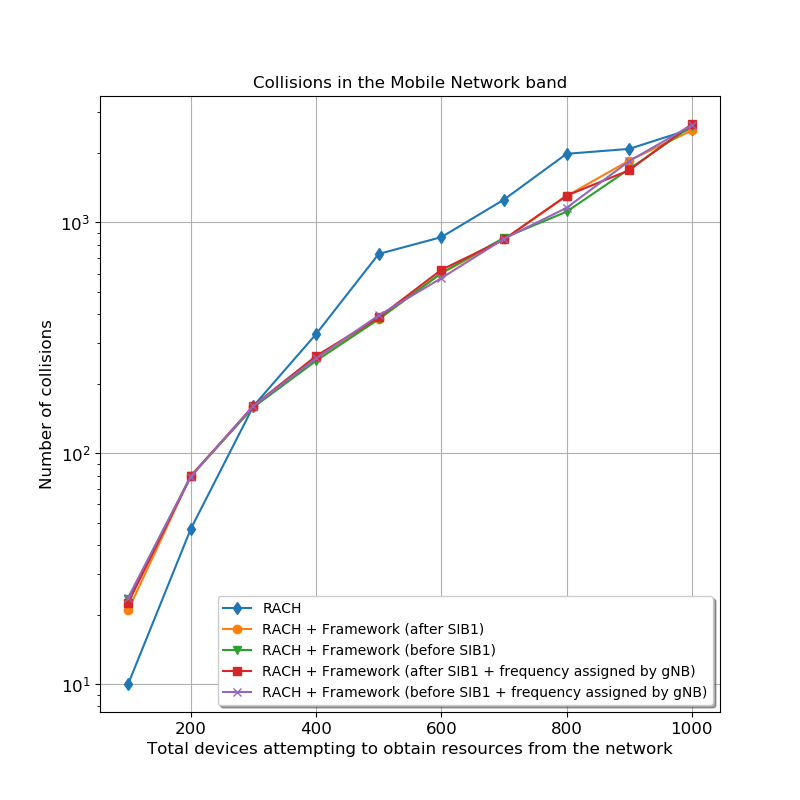 Collisions in the Mobile Network band
Number of collisions
10³
10²
10¹
RACH
RACH + Framework (after SIB1)
RACH + Framework (before SIB1)
RACH + Framework (after SIB1 + frequency assigned by gNB)
RACH + Framework (before SIB1 + frequency assigned by gNB)
200 400 600 800 1000
Total devices attempting to obtain resources from the network